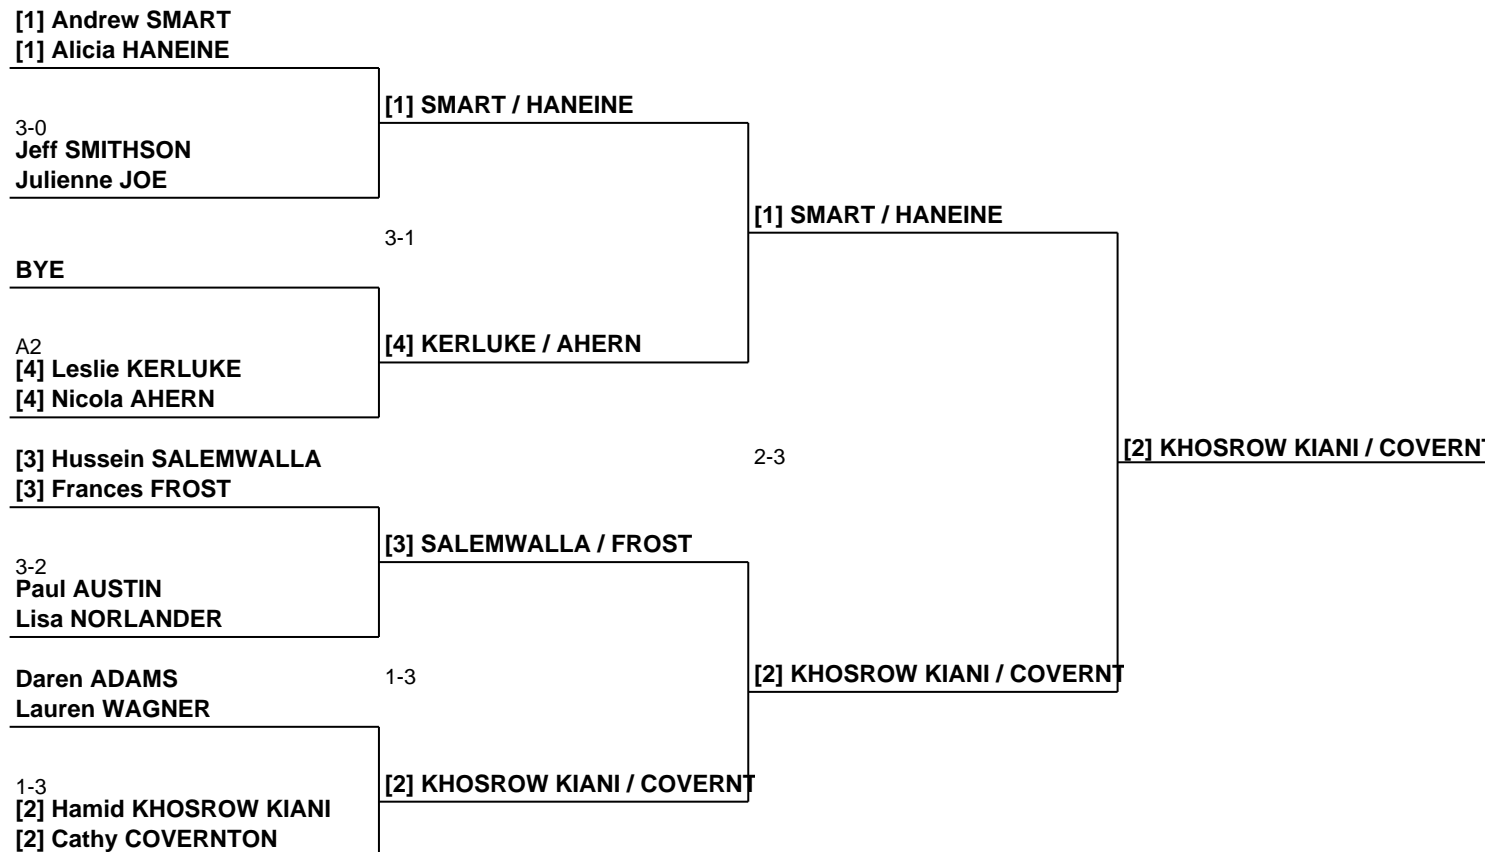 [1] Andrew SMART
[1] Alicia HANEINE
[1] SMART / HANEINE
3-0
Jeff SMITHSON
Julienne JOE
[1] SMART / HANEINE
3-1
BYE
[4] KERLUKE / AHERN
A2
[4] Leslie KERLUKE
[4] Nicola AHERN
[2] KHOSROW KIANI / COVERNT
2-3
[3] Hussein SALEMWALLA
[3] Frances FROST
[3] SALEMWALLA / FROST
3-2
Paul AUSTIN
Lisa NORLANDER
[2] KHOSROW KIANI / COVERNT
1-3
Daren ADAMS
Lauren WAGNER
[2] KHOSROW KIANI / COVERNT
1-3
[2] Hamid KHOSROW KIANI
[2] Cathy COVERNTON